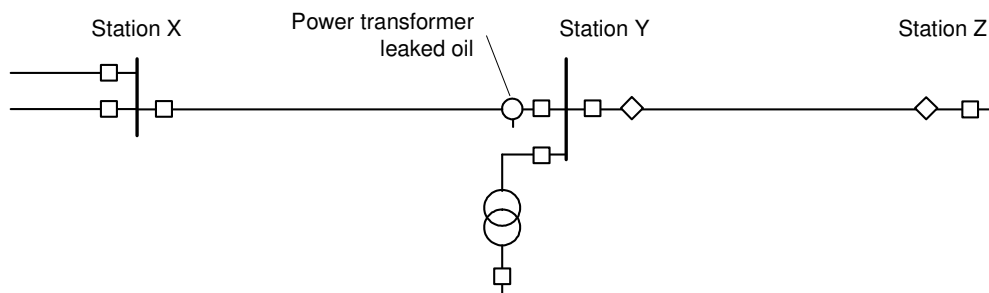 Station X
Power transformer
leaked oil
Station Y
Station Z